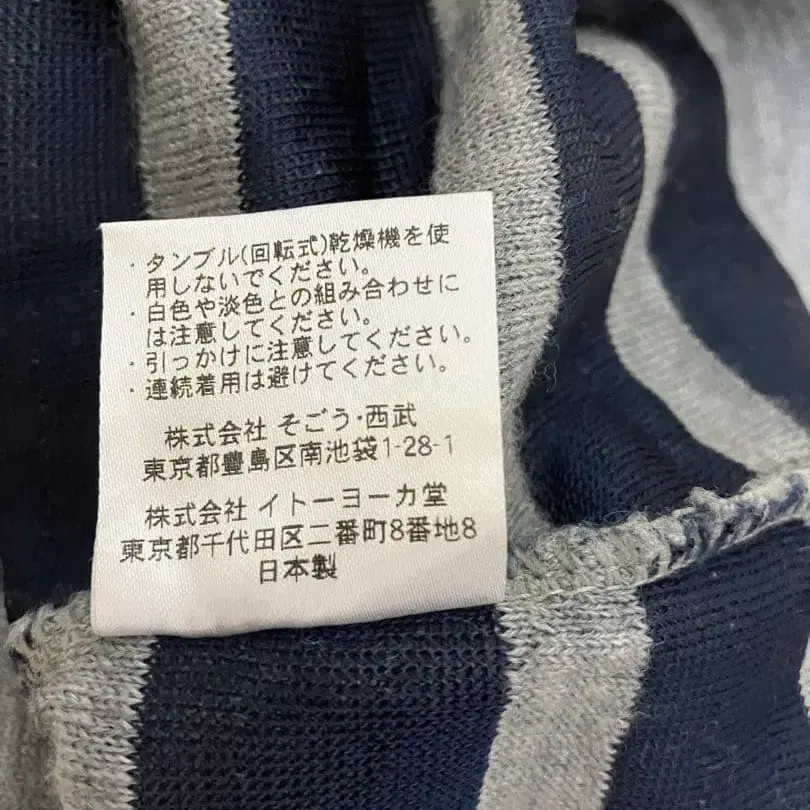 ・タンブル(回転式)乾燥機を使
用しないでください。
・白色や淡色との組み合わせに
は注意してください。
・引っかけに注意してください。
・連続着用は避けてください。
株式会社 そごう・西武
東京都豊島区南池袋1-28-1
株式会社 イトーヨーカ堂
東京都千代田区二番町8番地8
日本製